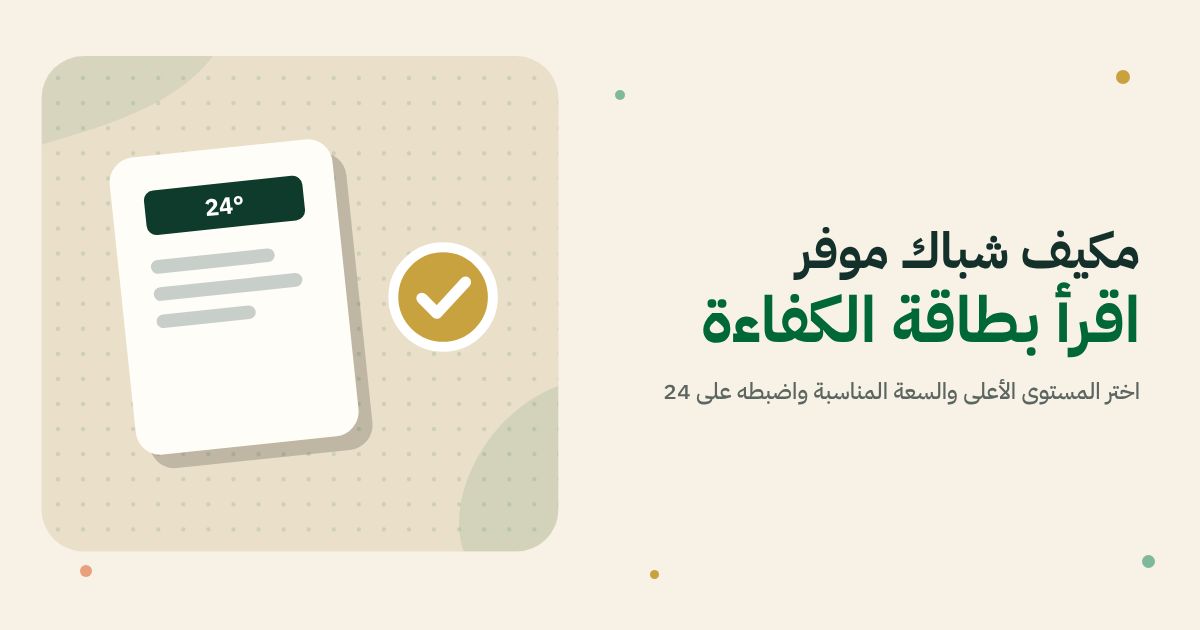 مكيف شباك موفر
اقرأ بطاقة الكفاءة
اختر المستوى الأعلى والسعة المناسبة واضبطه على 24
24°